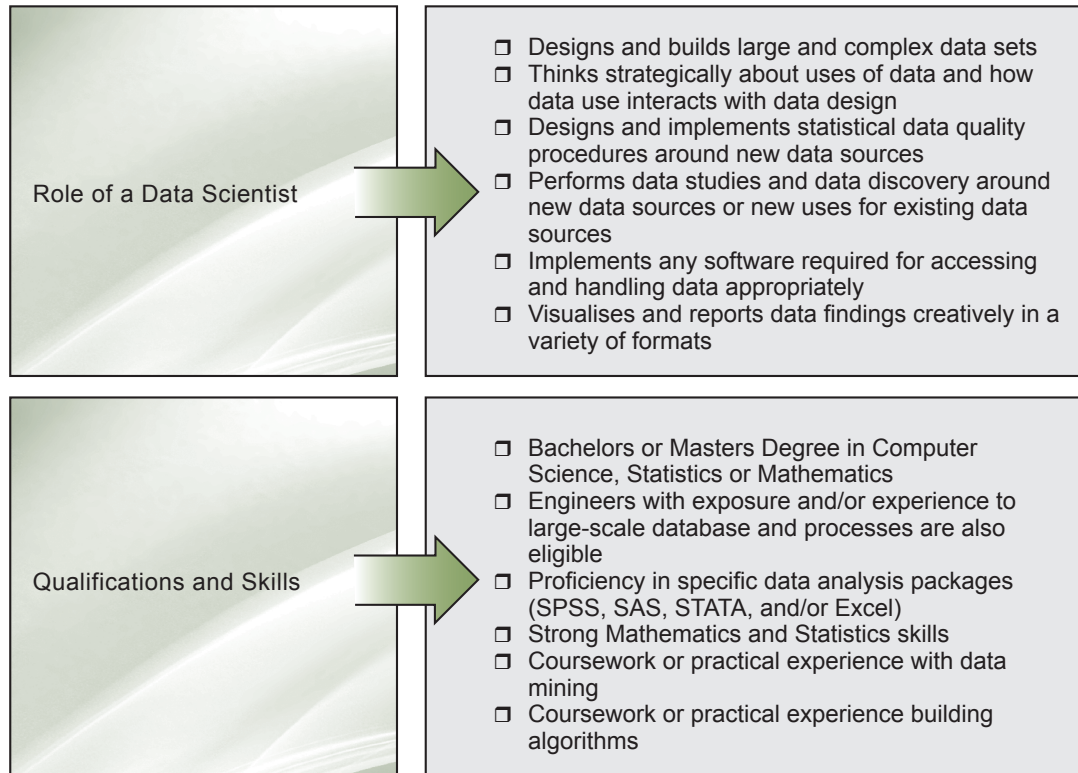 Role of a Data Scientist
❒ Designs and builds large and complex data sets
❒ Thinks strategically about uses of data and how
data use interacts with data design
❒ Designs and implements statistical data quality
procedures around new data sources
❒ Performs data studies and data discovery around
new data sources or new uses for existing data
sources
❒ Implements any software required for accessing
and handling data appropriately
❒ Visualises and reports data findings creatively in a
variety of formats
Qualifications and Skills
❒ Bachelors or Masters Degree in Computer
Science, Statistics or Mathematics
❒ Engineers with exposure and/or experience to
large-scale database and processes are also
eligible
❒ Proficiency in specific data analysis packages
(SPSS, SAS, STATA, and/or Excel)
❒ Strong Mathematics and Statistics skills
❒ Coursework or practical experience with data
mining
❒ Coursework or practical experience building
algorithms